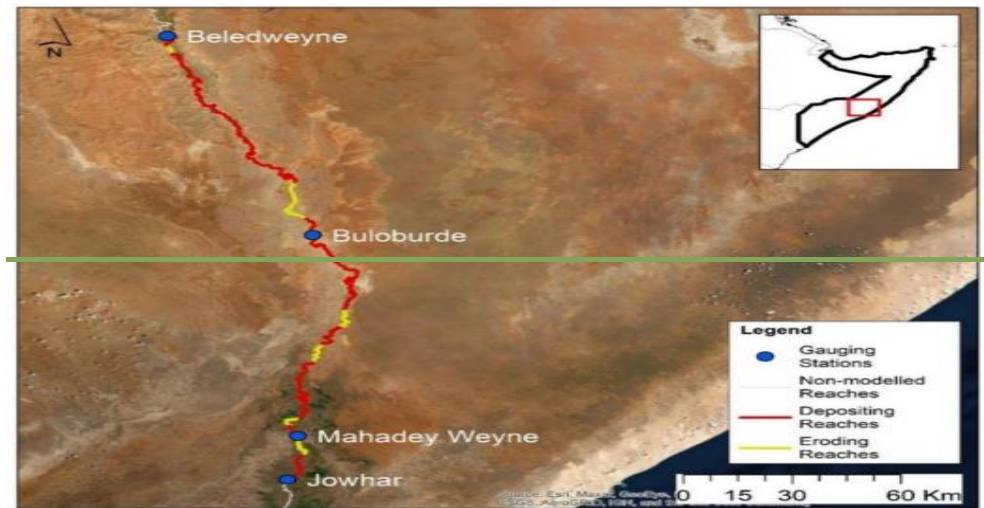 N
Beledweyne
Buloburde
Mahadey Weyne
Jowhar
Legend
Gauging
Stations
Non-modelled
Reaches
Depositing
Reaches
Eroding
Reaches
0 15 30 60 Km